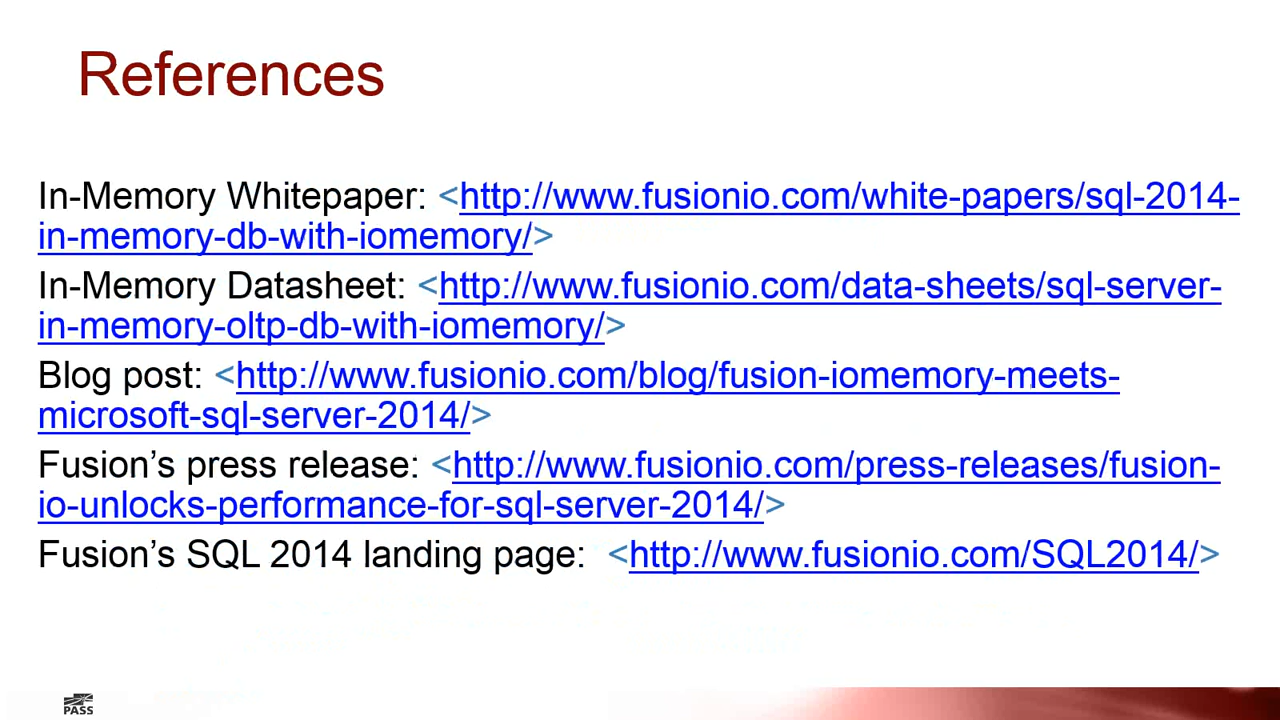 References
In-Memory Whitepaper: <http://www.fusionio.com/white-papers/sql-2014-
in-memory-db-with-iomemory/>
In-Memory Datasheet: <http://www.fusionio.com/data-sheets/sql-server-
in-memory-oltp-db-with-iomemory/>
Blog post: <http://www.fusionio.com/blog/fusion-iomemory-meets-
microsoft-sql-server-2014/>
Fusion’s press release: <http://www.fusionio.com/press-releases/fusion-
io-unlocks-performance-for-sql-server-2014/>
Fusion’s SQL 2014 landing page:  <http://www.fusionio.com/SQL2014/>
PASS